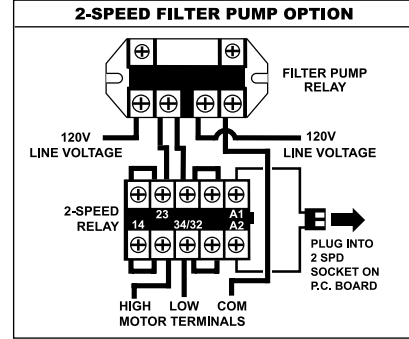 2-SPEED FILTER PUMP OPTION
FILTER PUMP
RELAY
120V
LINE VOLTAGE
120V
LINE VOLTAGE
2-SPEED
RELAY
23
14
34/32
A1
A2
PLUG INTO
2 SPD
SOCKET ON
P.C. BOARD
HIGH LOW COM
MOTOR TERMINALS